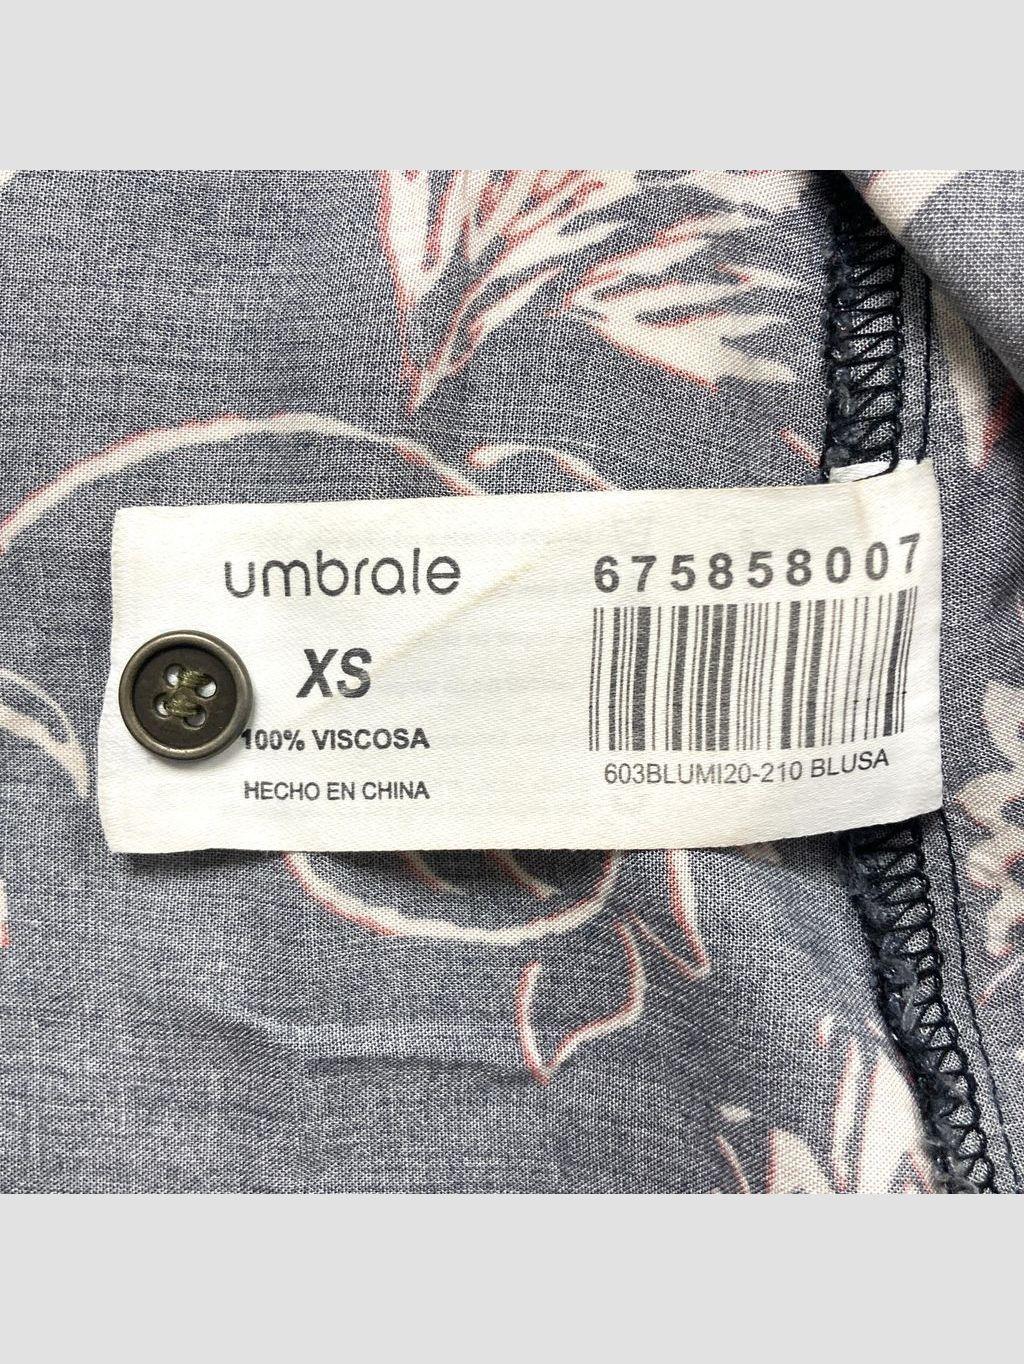 umbrale
XS
100% VISCOSA
HECHO EN CHINA
675858007
603BLUMI20-210 BLUSA